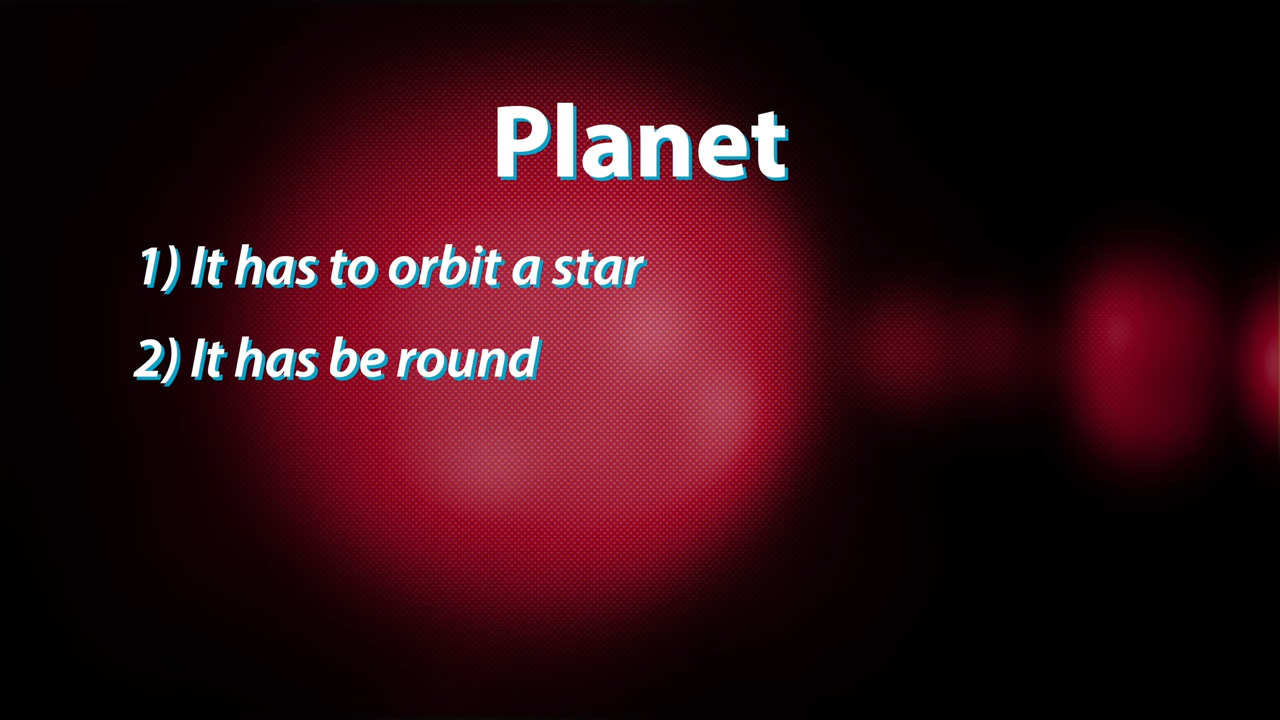 Planet
1) It has to orbit a star
2) It has be round